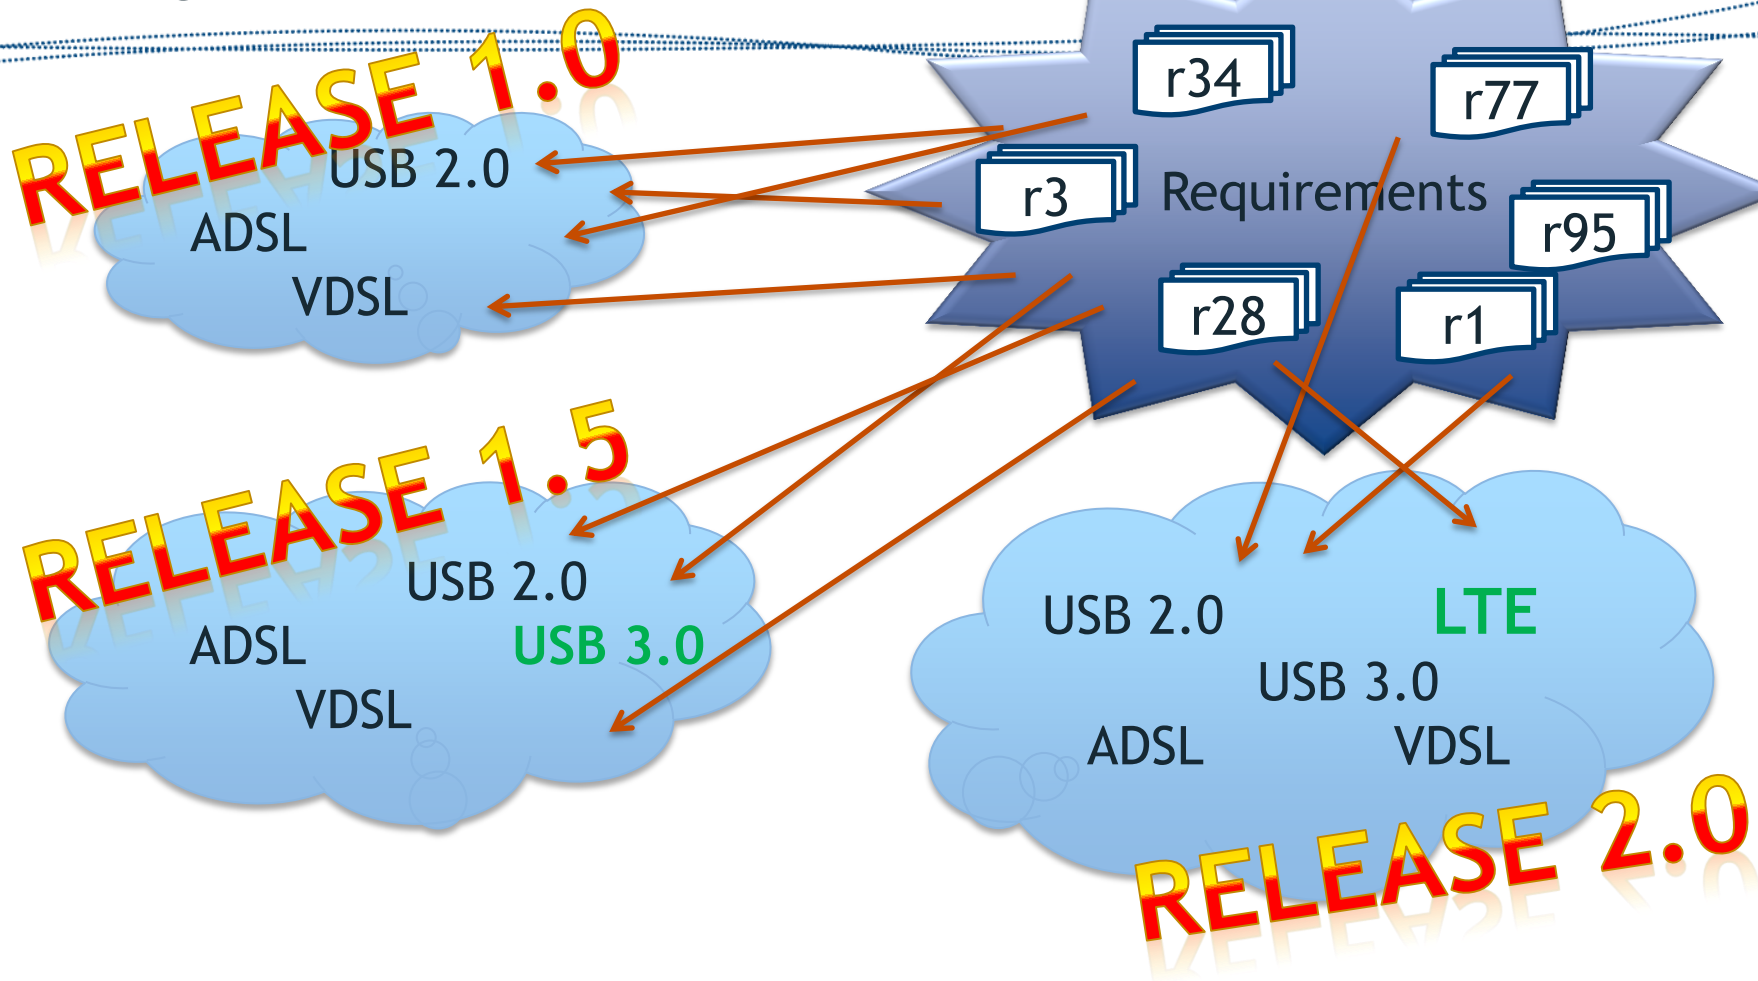 RELEASE 1.0
USB 2.0
ADSL
VDSL
r34
r77
r3
Requirements
r95
r28
r1
RELEASE 1.5
USB 2.0
ADSL USB 3.0
VDSL
USB 2.0 LTE
USB 3.0
ADSL VDSL
RELEASE 2.0